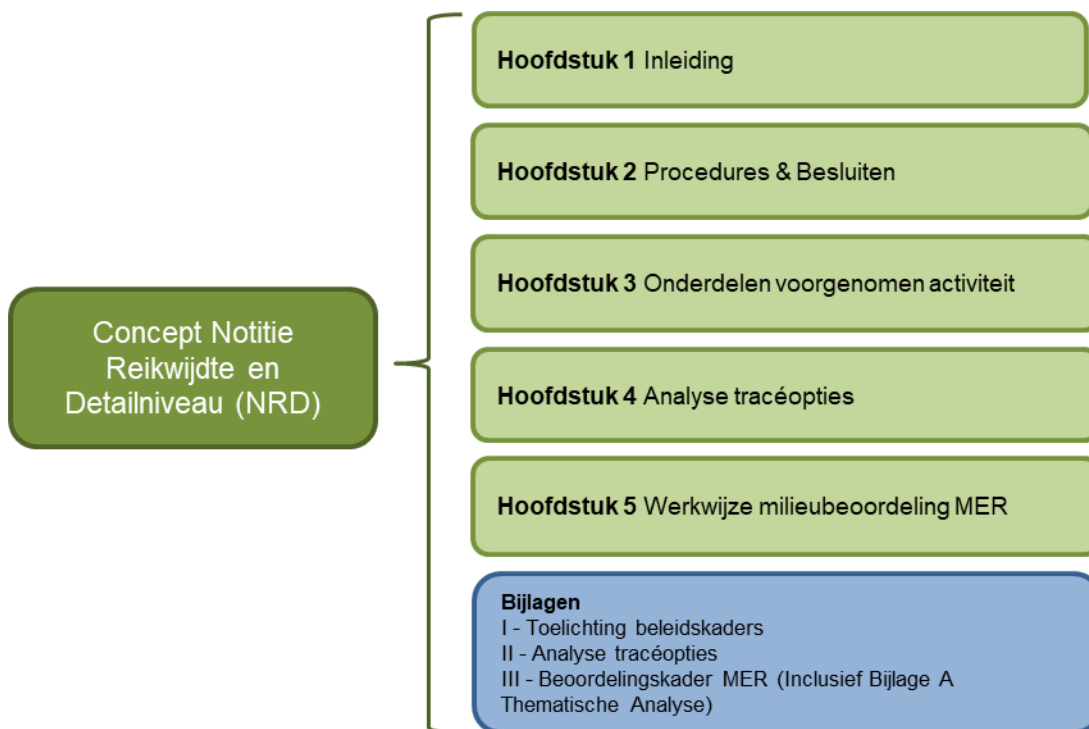 Concept Notitie
Reikwijdte en
Detailniveau (NRD)
Hoofdstuk 1 Inleiding
Hoofdstuk 2 Procedures & Besluiten
Hoofdstuk 3 Onderdelen voorgenomen activiteit
Hoofdstuk 4 Analyse tracéopties
Hoofdstuk 5 Werkwijze milieubeoordeling MER
Bijlagen
I - Toelichting beleidskaders
II - Analyse tracéopties
III - Beoordelingskader MER (Inclusief Bijlage A
Thematische Analyse)